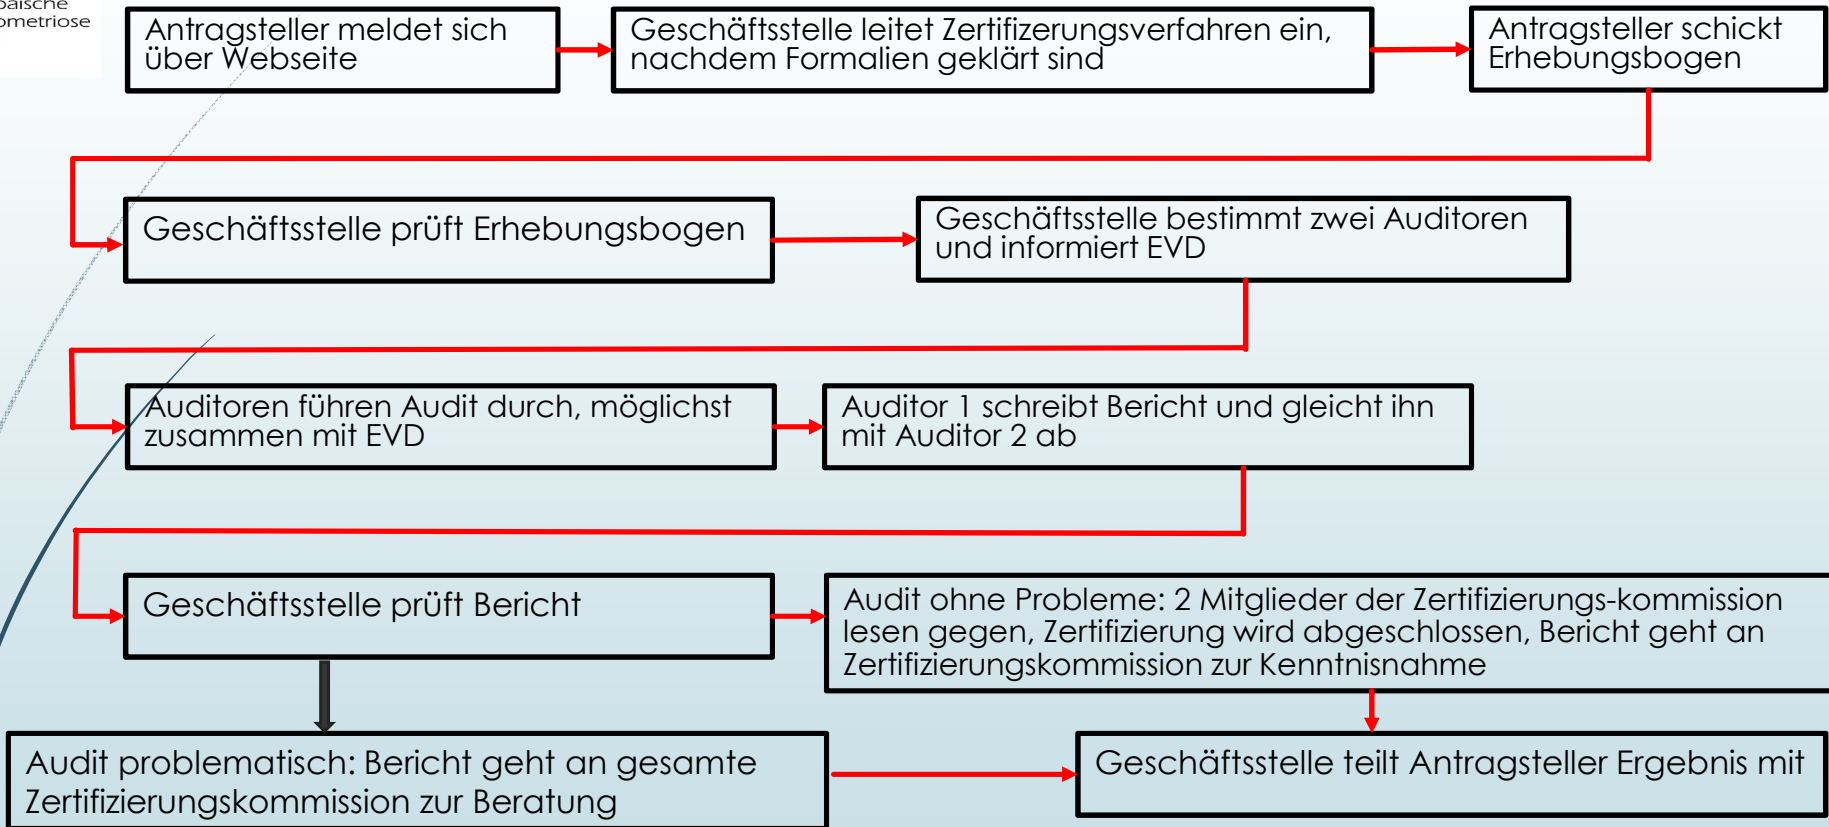 Antragsteller meldet sich
über Webseite
Geschäftsstelle leitet Zertifizerungsverfahren ein,
nachdem Formalien geklärt sind
Antragsteller schickt
Erhebungsbogen
Geschäftsstelle prüft Erhebungsbogen
Geschäftsstelle bestimmt zwei Auditoren
und informiert EVD
Auditoren führen Audit durch, möglichst
zusammen mit EVD
Auditor 1 schreibt Bericht und gleicht ihn
mit Auditor 2 ab
Geschäftsstelle prüft Bericht
Audit ohne Probleme: 2 Mitglieder der Zertifizierungs-kommission
lesen gegen, Zertifizierung wird abgeschlossen, Bericht geht an
Zertifizierungskommission zur Kenntnisnahme
Audit problematisch: Bericht geht an gesamte
Zertifizierungskommission zur Beratung
Geschäftsstelle teilt Antragsteller Ergebnis mit